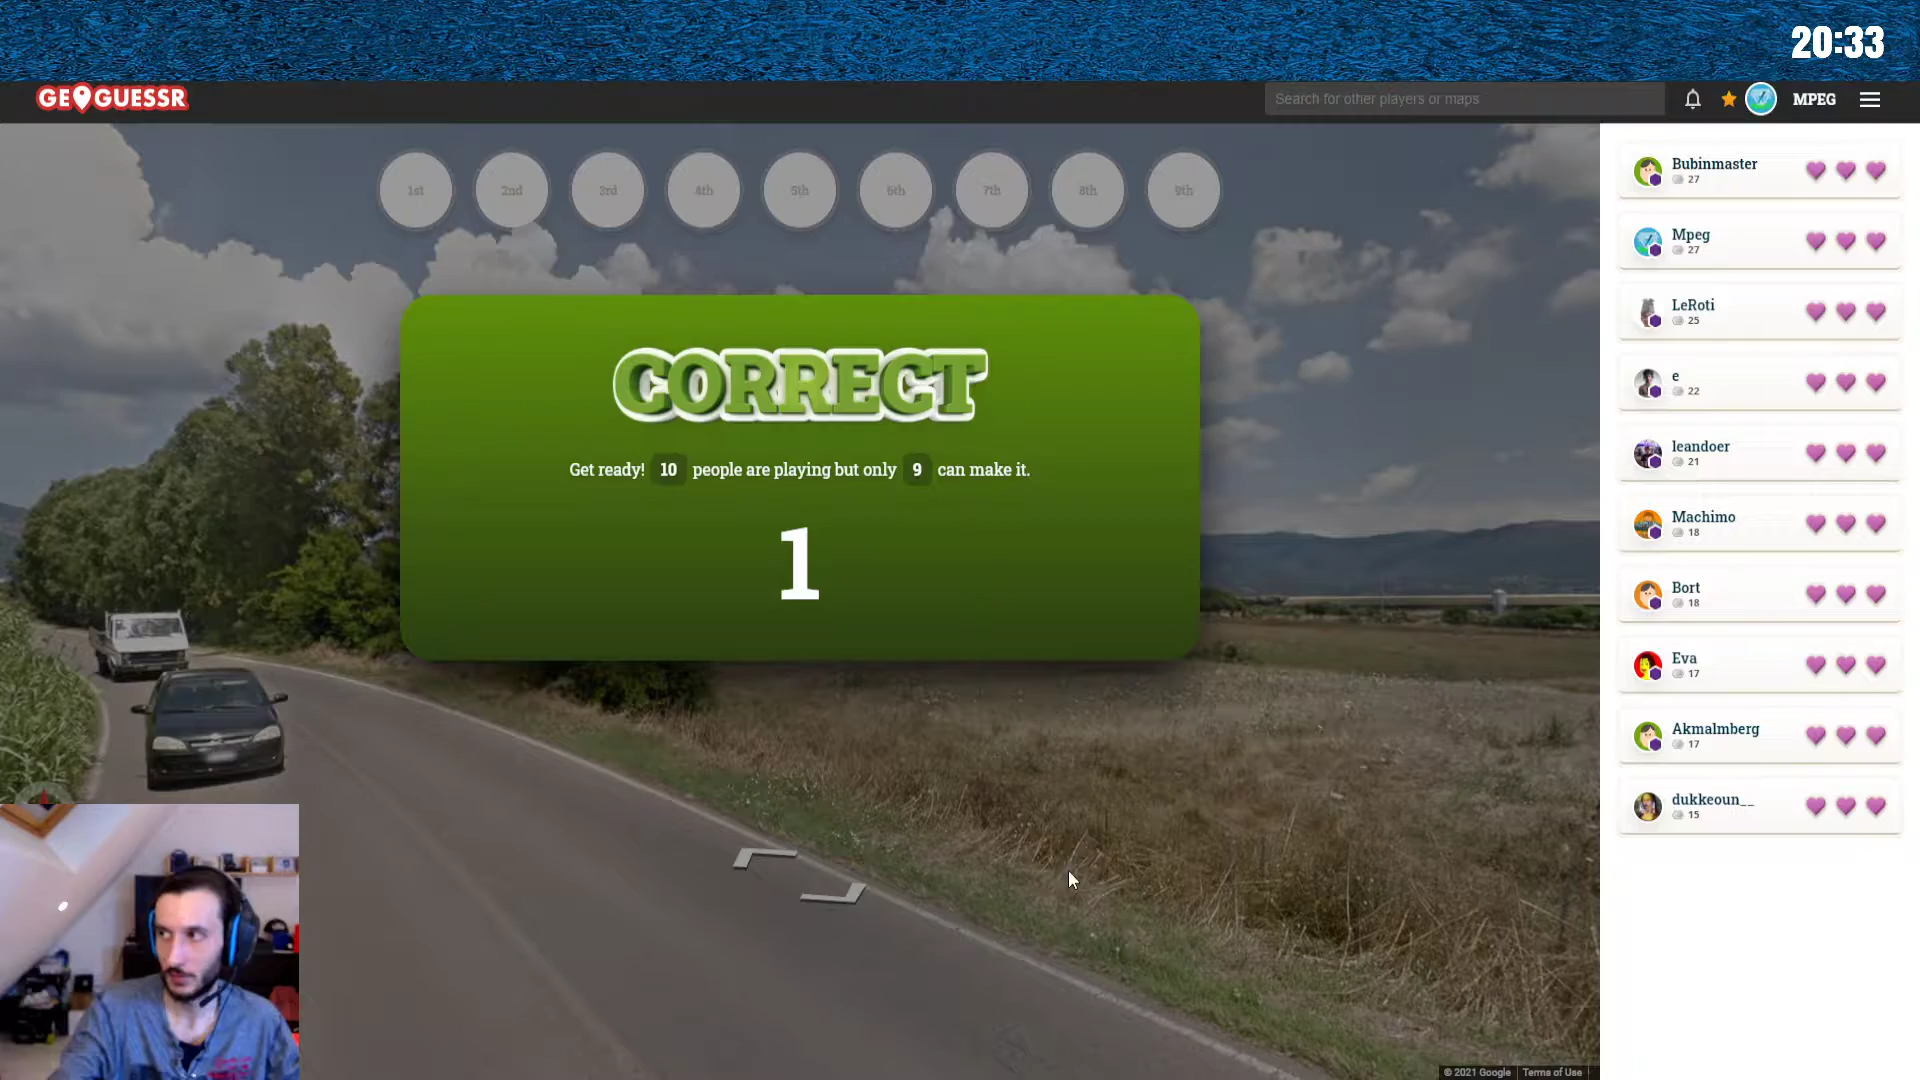 20:33
GEOGUESSR
Search for other players or maps
MPEG
1st 2nd 3rd 4th 5th 6th 7th 8th 9th
CORRECT
Get ready! 10 people are playing but only 9 can make it.
1
Bubinmaster
27
Mpeg
27
LeRoti
25
e
22
leandoer
21
Machimo
18
Bort
18
Eva
17
Akmalmberg
17
dukkeoun__
15
© 2021 Google Terms of Use